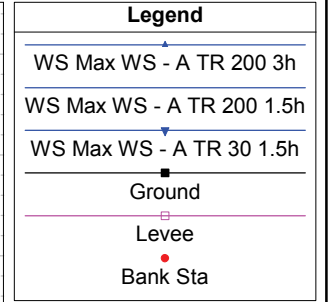 Legend
WS Max WS - A TR 200 3h
WS Max WS - A TR 200 1.5h
WS Max WS - A TR 30 1.5h
Ground
Levee
Bank Sta